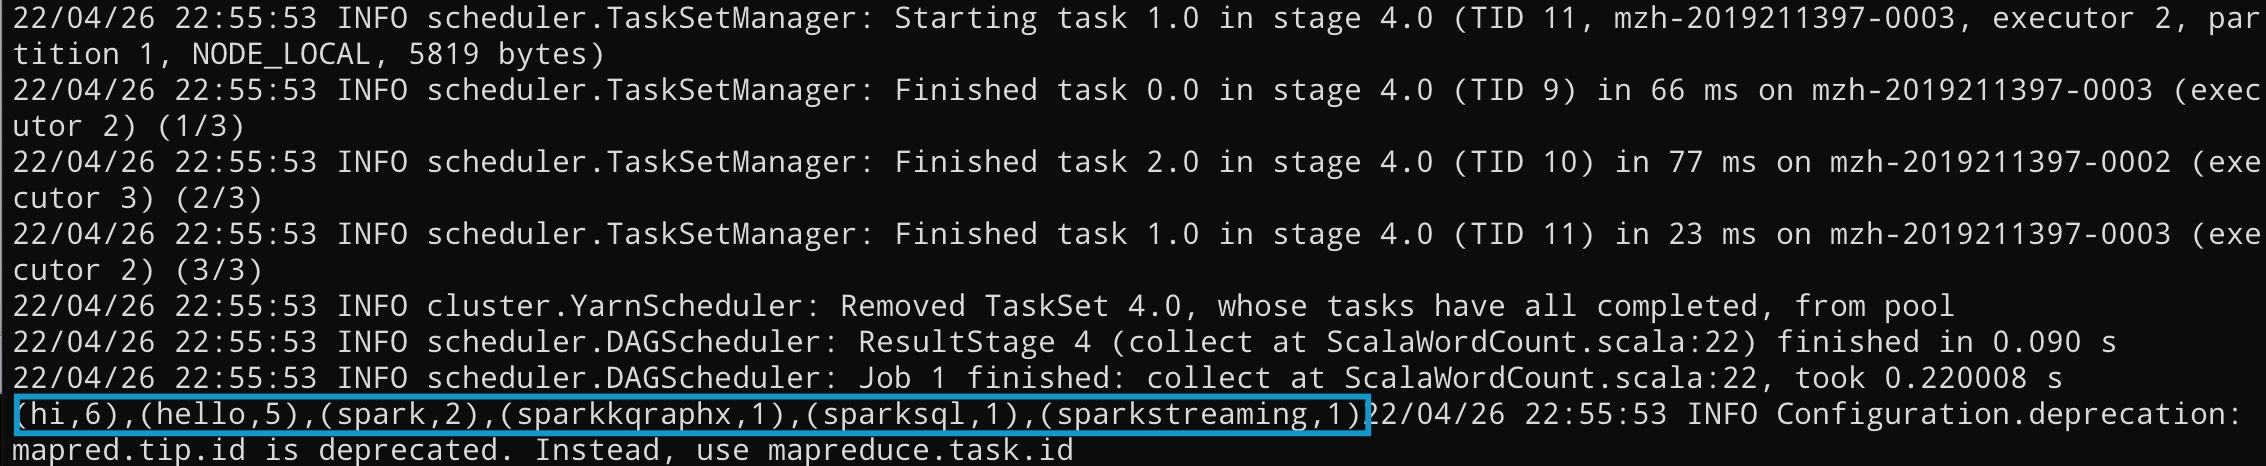 22/04/26 22:55:53 INFO scheduler.TaskSetManager: Starting task 1.0 in stage 4.0 (TID 11, mzh-2019211397-0003, executor 2, par
tition 1, NODE_LOCAL, 5819 bytes)
22/04/26 22:55:53 INFO scheduler.TaskSetManager: Finished task 0.0 in stage 4.0 (TID 9) in 66 ms on mzh-2019211397-0003 (exec
utor 2) (1/3)
22/04/26 22:55:53 INFO scheduler.TaskSetManager: Finished task 2.0 in stage 4.0 (TID 10) in 77 ms on mzh-2019211397-0002 (exe
cutor 3) (2/3)
22/04/26 22:55:53 INFO scheduler.TaskSetManager: Finished task 1.0 in stage 4.0 (TID 11) in 23 ms on mzh-2019211397-0003 (exe
cutor 2) (3/3)
22/04/26 22:55:53 INFO cluster.YarnScheduler: Removed TaskSet 4.0, whose tasks have all completed, from pool
22/04/26 22:55:53 INFO scheduler.DAGScheduler: ResultStage 4 (collect at ScalaWordCount.scala:22) finished in 0.090 s
22/04/26 22:55:53 INFO scheduler.DAGScheduler: Job 1 finished: collect at ScalaWordCount.scala:22, took 0.220008 s
(hi,6),(hello,5),(spark,2),(sparkkqraphx,1),(sparksql,1),(sparkstreaming,1)22/04/26 22:55:53 INFO Configuration.deprecation:
mapred.tip.id is deprecated. Instead, use mapreduce.task.id